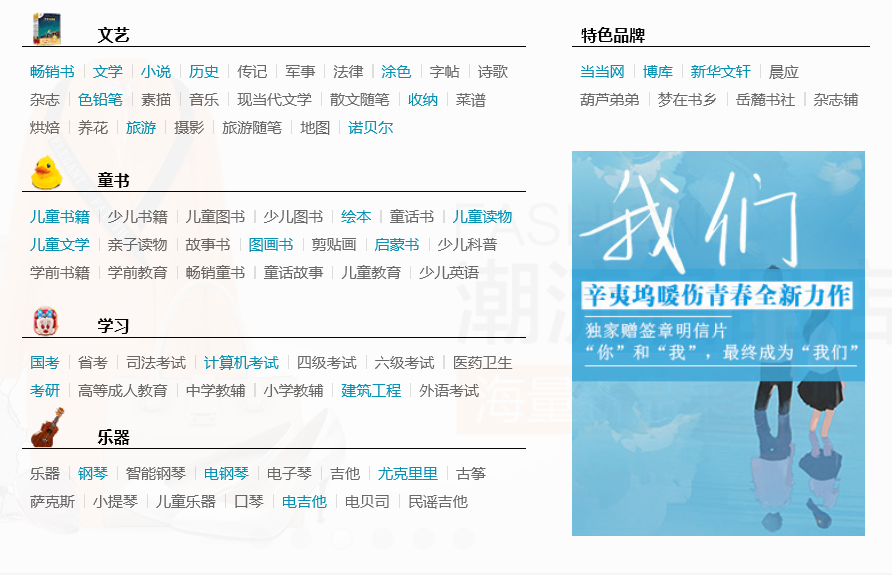 文艺
畅销书 文学 小说 历史 传记 军事 法律 涂色 字帖 诗歌
杂志 色铅笔 素描 音乐 现当代文学 散文随笔 收纳 菜谱
烘焙 养花 旅游 摄影 旅游随笔 地图 诺贝尔
童书
儿童书籍 少儿书籍 儿童图书 少儿图书 绘本 童话书 儿童读物
儿童文学 亲子读物 故事书 图画书 剪贴画 启蒙书 少儿科普
学前书籍 学前教育 畅销童书 童话故事 儿童教育 少儿英语
学习
国考 省考 司法考试 计算机考试 四级考试 六级考试 医药卫生
考研 高等成人教育 中学教辅 小学教辅 建筑工程 外语考试
乐器
乐器 钢琴 智能钢琴 电钢琴 电子琴 吉他 尤克里里 古筝
萨克斯 小提琴 儿童乐器 口琴 电吉他 电贝司 民谣吉他
特色品牌
当当网 博库 新华文轩 晨应
葫芦弟弟 梦在书乡 岳麓书社 杂志铺
我们
辛夷坞暖伤青春全新力作
独家赠签章明信片
“你”和“我”，最终成为“我们”
FASH
潮
海量